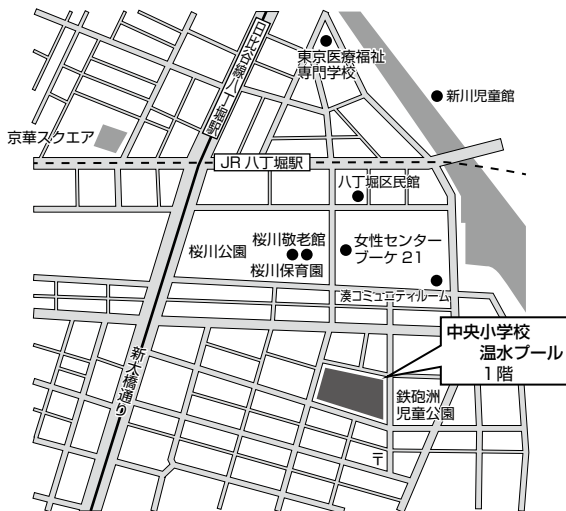 日比谷線八丁堀駅
東京医療福祉
専門学校
新川児童館
京華スクエア
JR 八丁堀駅
八丁堀区民館
桜川公園
桜川敬老館
桜川保育園
女性センター
ブーケ 21
湊コミュニティルーム
中央小学校
温水プール
1階
新大橋通り
鉄砲洲
児童公園
〒